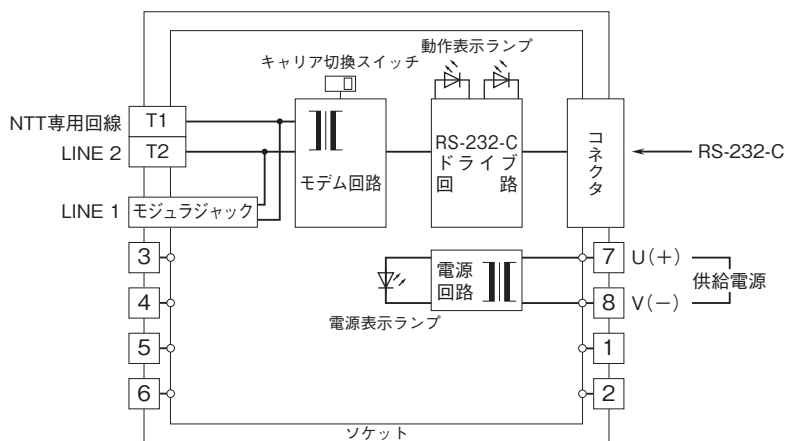 動作表示ランプ
キャリア切換スイッチ
NTT専用回線
T1
LINE 2
T2
LINE 1
モジュラジャック
モデム回路
RS-232-C
ドライブ
回路
コネクタ
RS-232-C
3
4
5
6
電源
回路
電源表示ランプ
7
U(+)
8
V(−)
供給電源
1
2
ソケット